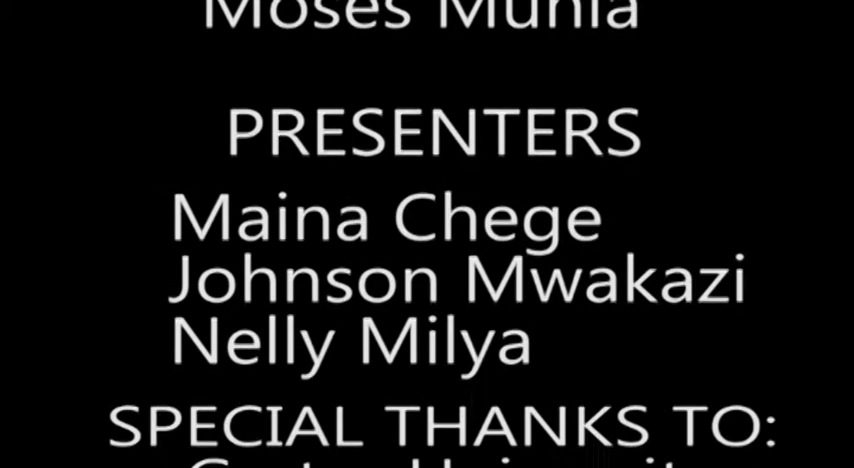 Moses Munia
PRESENTERS
Maina Chege
Johnson Mwakazi
Nelly Milya
SPECIAL THANKS TO: